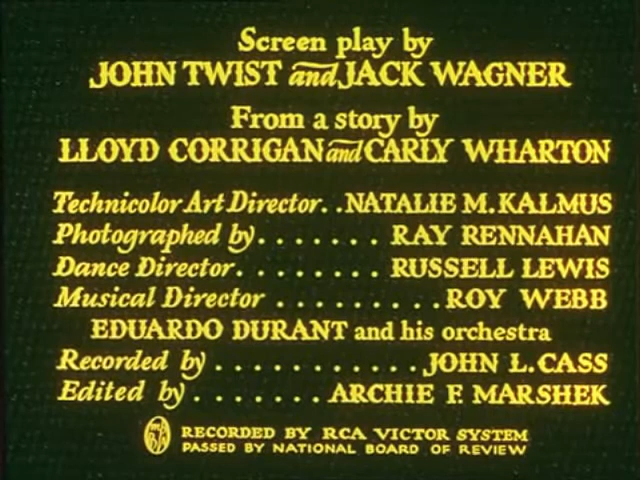 Screen play by
JOHN TWIST and JACK WAGNER
From a story by
LLOYD CORRIGAN and CARLY WHARTON
Technicolor Art Director. . NATALIE M. KALMUS
Photographed by. . . . . . . RAY RENNAHAN
Dance Director. . . . . . . . RUSSELL LEWIS
Musical Director . . . . . . . . . ROY WEBB
EDUARDO DURANT and his orchestra
Recorded by . . . . . . . . . . . . JOHN L. CASS
Edited by . . . . . . . ARCHIE F. MARSHEK
RECORDED BY RCA VICTOR SYSTEM
PASSED BY NATIONAL BOARD OF REVIEW